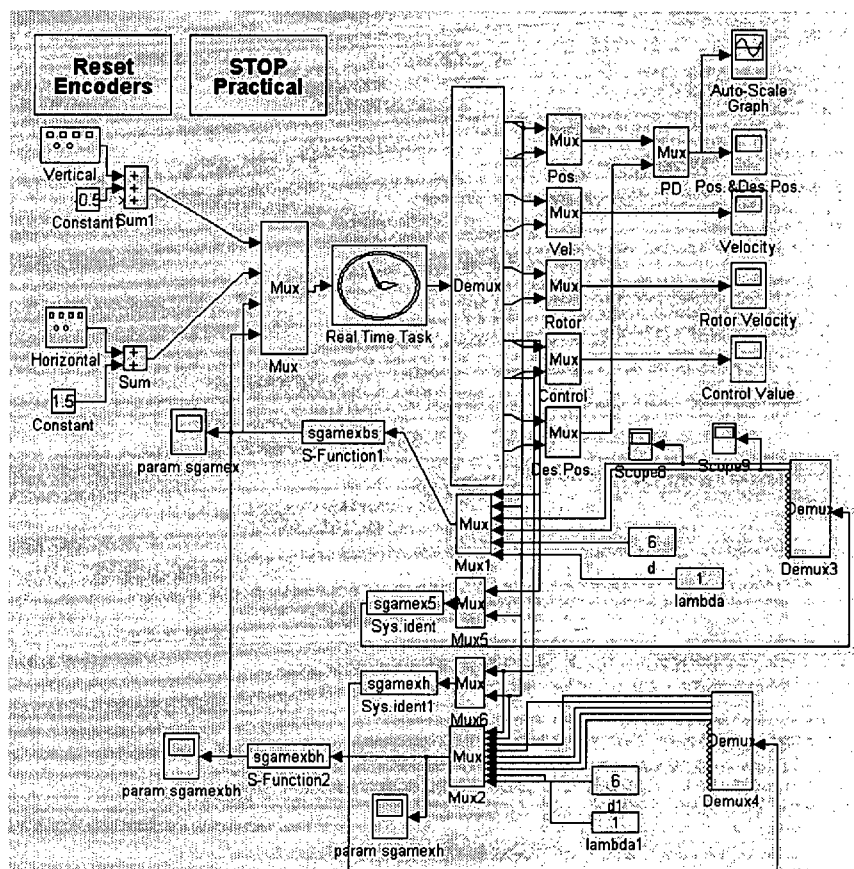 Reset
Encoders
STOP
Practical
Auto-Scale
Graph
Mux
Pos.
Mux
PD
Pos.&Des.Pos.
Vertical
0.5
Constant1
Sum1
Mux
Vel
Velocity
Mux
Mux
Real Time Task
Demux
Mux
Rotor
Rotor Velocity
Horizontal
Sum
1.5
Constant
Mux
Control
Control Value
Mux
Des.Pos.
param sgamex
sgamexbs
S-Function1
Scope8
Scope9
Mux
Mux1
6
d
1
lambda
Demux
Demux3
sgamex5
Sys.ident
Mux
Mux5
sgamexh
Sys.ident1
Mux
Mux6
param sgamexbh
sgamexbh
S-Function2
Mux
Mux2
6
d1
1
lambda1
Demux
Demux4
param sgamexh